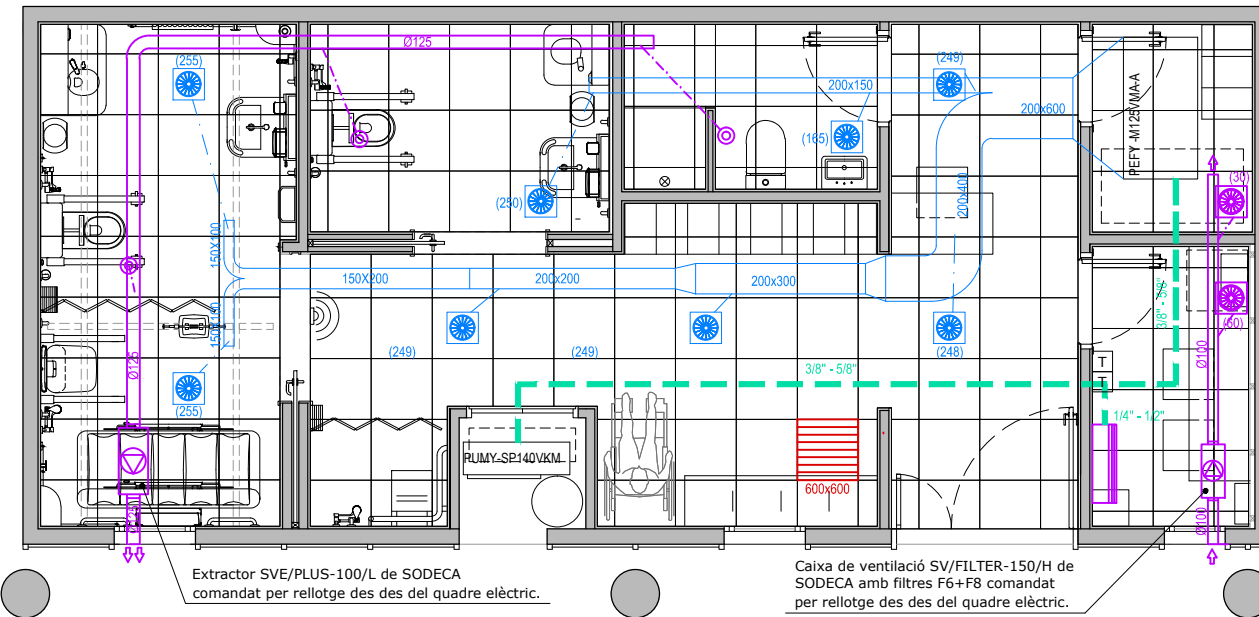 Ø125
(255)
(249)
200x150
200x600
PEFY -M125VMA-A
(165)
(30)
(250)
200x400
150X100
150X200
200x200
200x300
3/8" - 5/8"
(60)
150X100
(249)
(249)
(248)
Ø125
3/8" - 5/8"
Ø100
T
T
(255)
1/4" - 1/2"
PUMY-SP140VKM
600x600
Ø125
Ø100
Extractor SVE/PLUS-100/L de SODECA
comandat per rellotge des des del quadre elèctric.
Caixa de ventilació SV/FILTER-150/H de
SODECA amb filtres F6+F8 comandat
per rellotge des des del quadre elèctric.